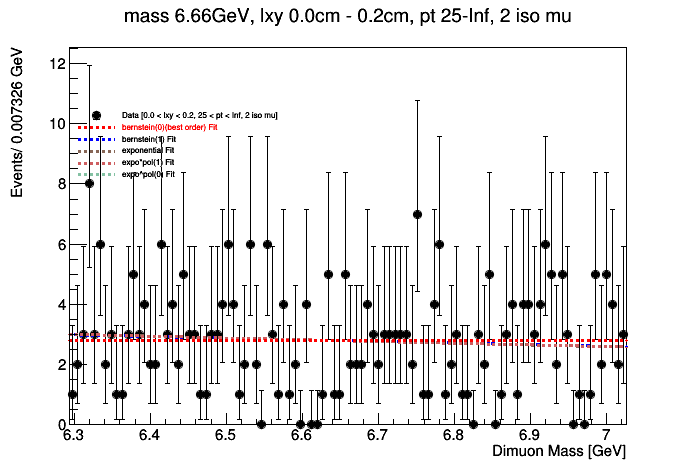 mass 6.66GeV, lxy 0.0cm - 0.2cm, pt 25-Inf, 2 iso mu
Events/ 0.007326 GeV
12
10
8
6
4
2
0
Data [0.0 < lxy < 0.2, 25 < pt < Inf, 2 iso mu]
bernstein(0)(best order) Fit
bernstein(1) Fit
exponential Fit
expo*pol(1) Fit
expo^pol(0) Fit
6.3 6.4 6.5 6.6 6.7 6.8 6.9 7
Dimuon Mass [GeV]